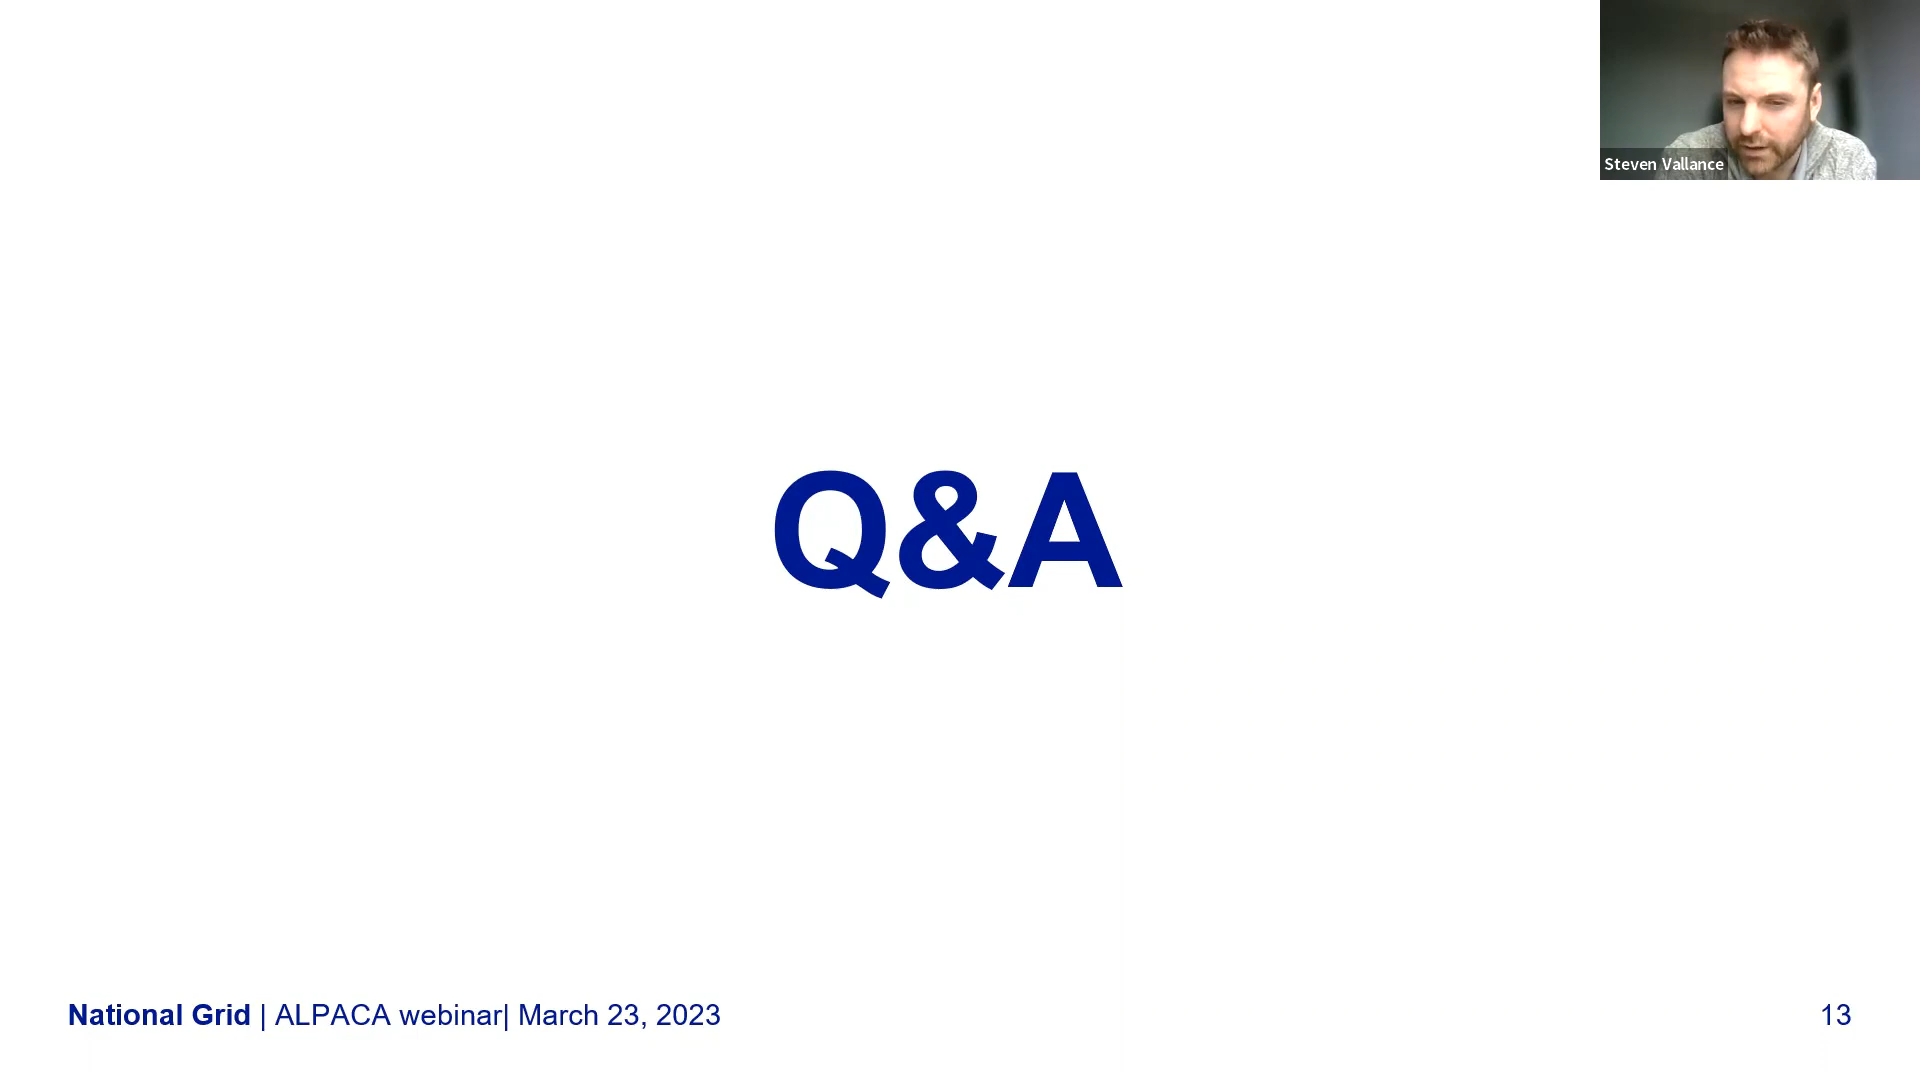 Steven Vallance
Q&A
National Grid | ALPACA webinar| March 23, 2023
13